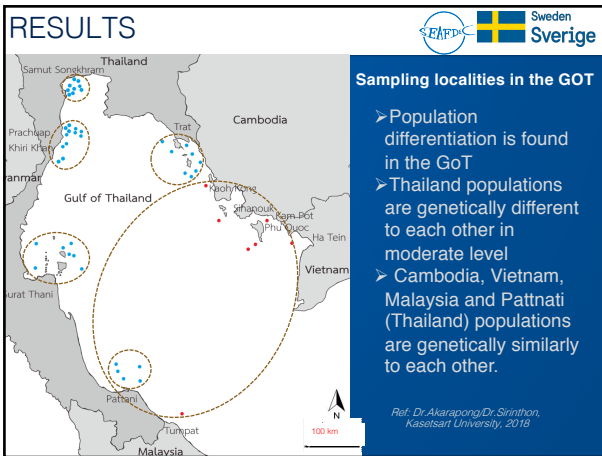 RESULTS
SEAFDEC
Sweden
Sverige
Thailand
Samut Songkhram
Prachuap
Khiri Khan
Trat
Cambodia
anmar
Gulf of Thailand
Kaoh Kong
Sihanouk
Kam Pot
Phu Quoc
Ha Tein
Vietnam
Surat Thani
Pattani
Tumpat
Malaysia
N
100 km
Sampling localities in the GOT
➢Population
differentiation is found
in the GoT
➢Thailand populations
are genetically different
to each other in
moderate level
➢ Cambodia, Vietnam,
Malaysia and Pattnati
(Thailand) populations
are genetically similarly
to each other.
Ref: Dr.Akarapong/Dr.Sirinthon,
Kasetsart University, 2018